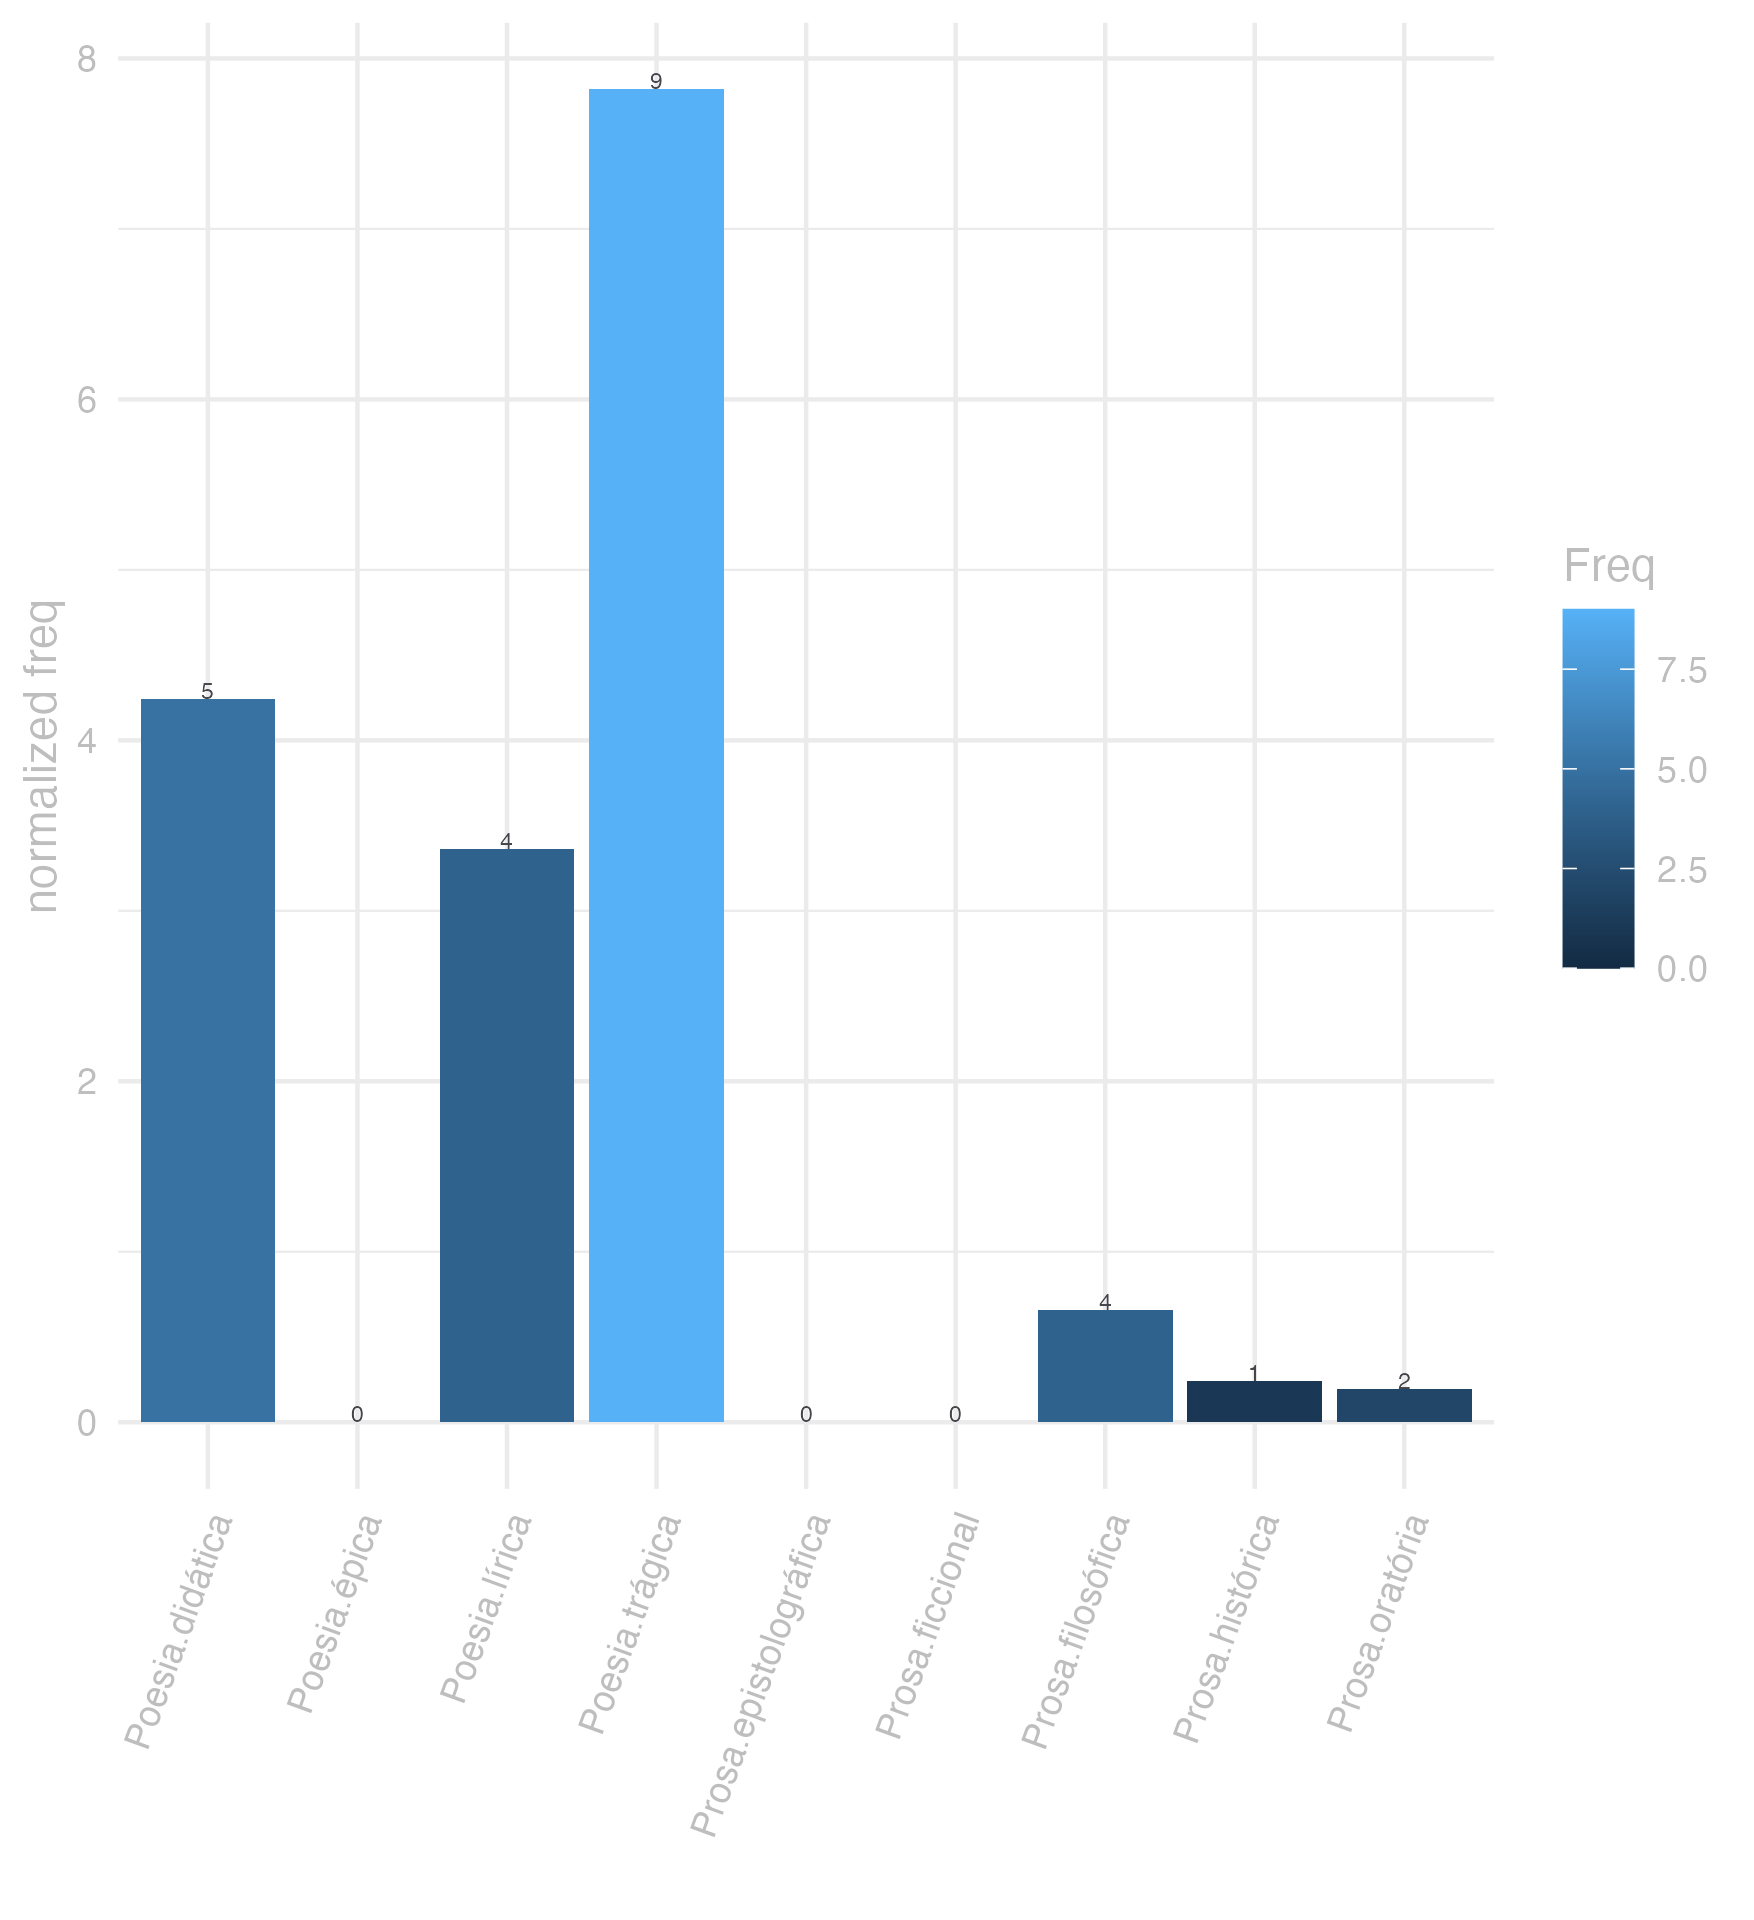 normalized freq
8
6
4
2
0
5
0
4
9
0
0
4
1
2
Poesia.didática
Poesia.épica
Poesia.lírica
Poesia.trágica
Prosa.epistolográfica
Prosa.ficcional
Prosa.filosófica
Prosa.histórica
Prosa.oratória
Freq
7.5
5.0
2.5
0.0